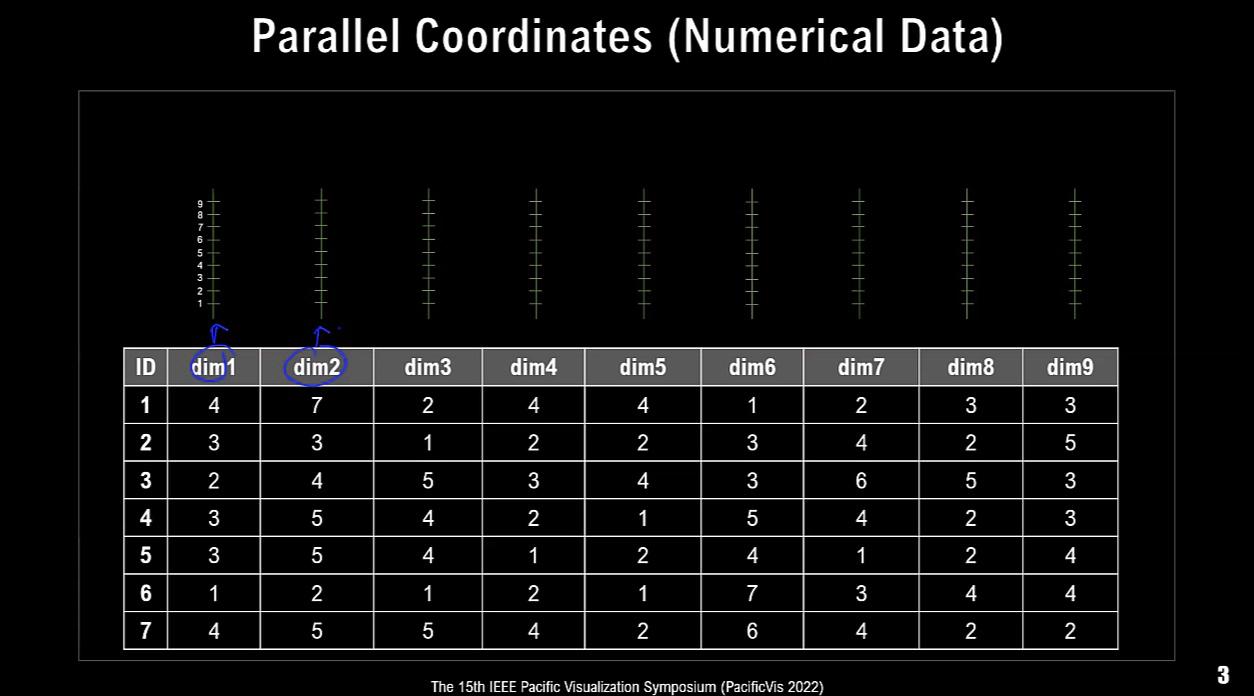 Parallel Coordinates (Numerical Data)
9
8
7
6
5
4
3
2
1
ID dim1 dim2 dim3 dim4 dim5 dim6 dim7 dim8 dim9
1 4 7 2 4 4 1 2 3 3
2 3 3 1 2 2 3 4 2 5
3 2 4 5 3 4 3 6 5 3
4 3 5 4 2 1 5 4 2 3
5 3 5 4 1 2 4 1 2 4
6 1 2 1 2 1 7 3 4 4
7 4 5 5 4 2 6 4 2 2
The 15th IEEE Pacific Visualization Symposium (PacificVis 2022)
3